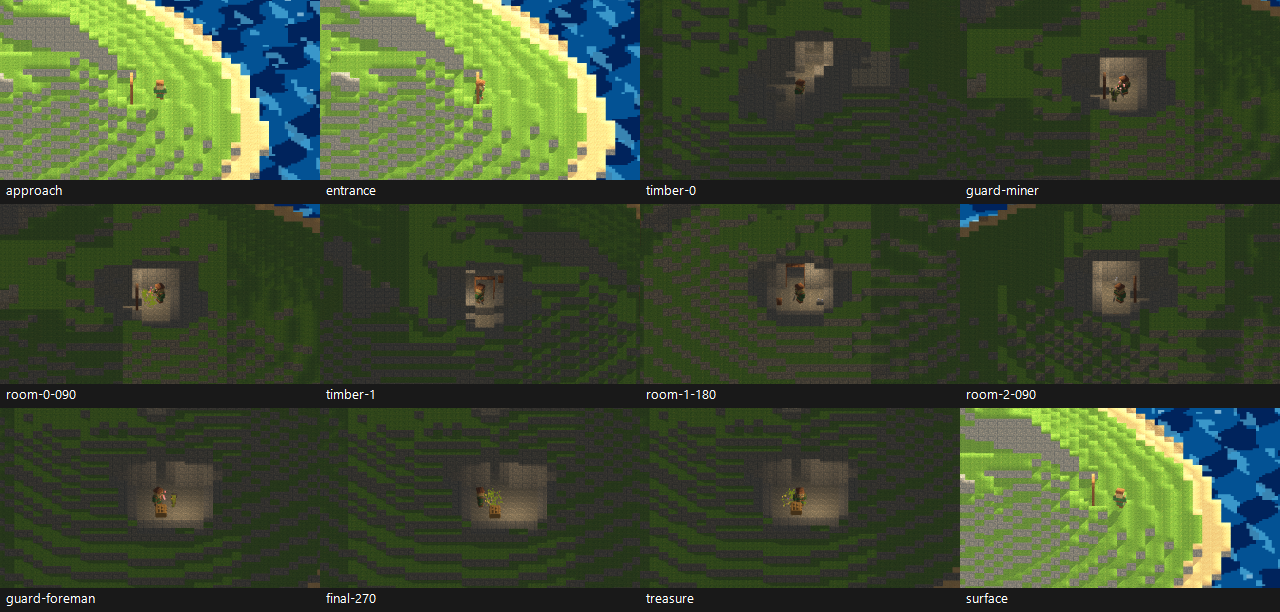 approach
entrance
timber-0
guard-miner
room-0-090
timber-1
room-1-180
room-2-090
guard-foreman
final-270
treasure
surface